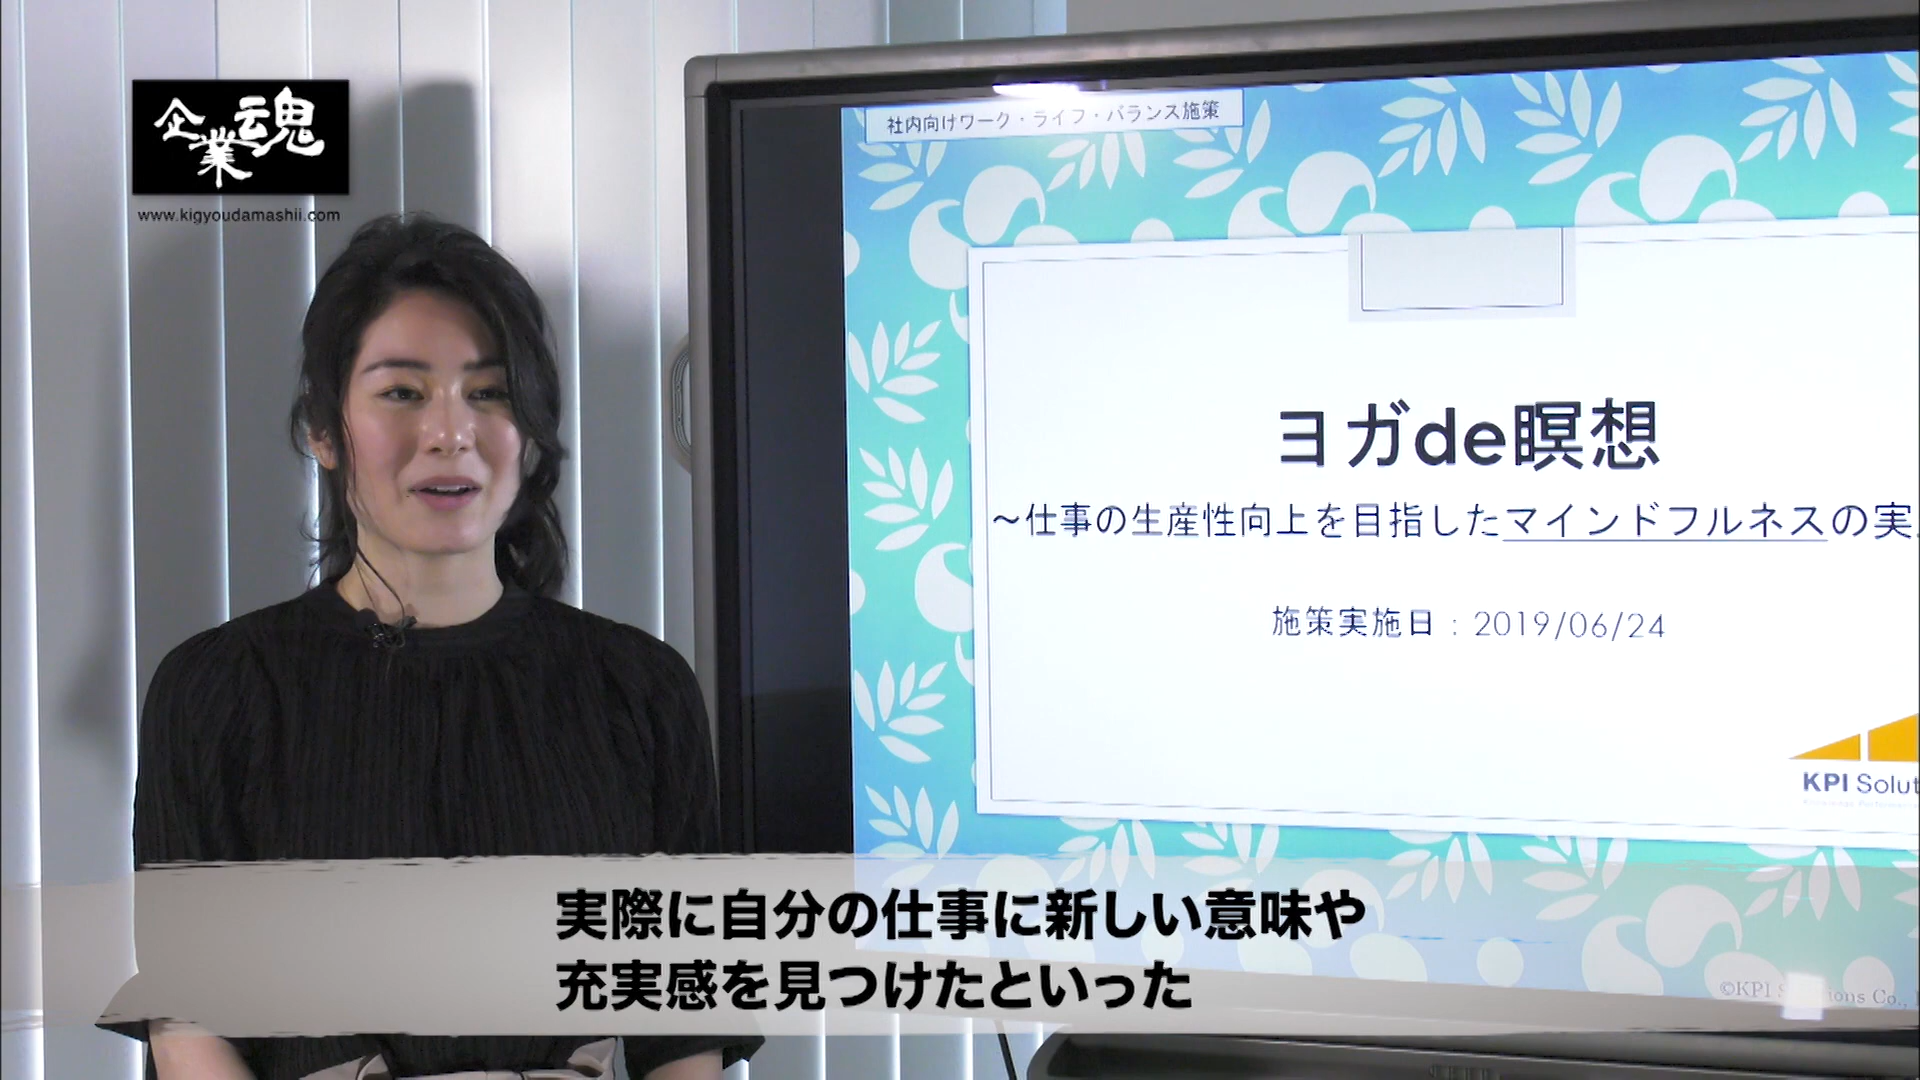 企業魂
www.kigyoudamashii.com
社内向けワーク・ライフ・バランス施策
ヨガde瞑想
～仕事の生産性向上を目指したマインドフルネスの実
施策実施日：2019/06/24
KPI Solut
実際に自分の仕事に新しい意味や
充実感を見つけたといった
©KPI S
ions Co.,